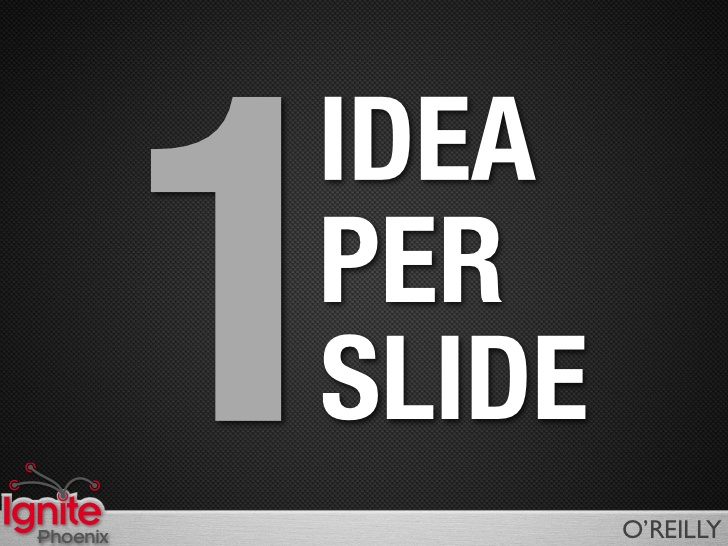 1
IDEA
PER
SLIDE
Ignite
Phoenix
O'REILLY